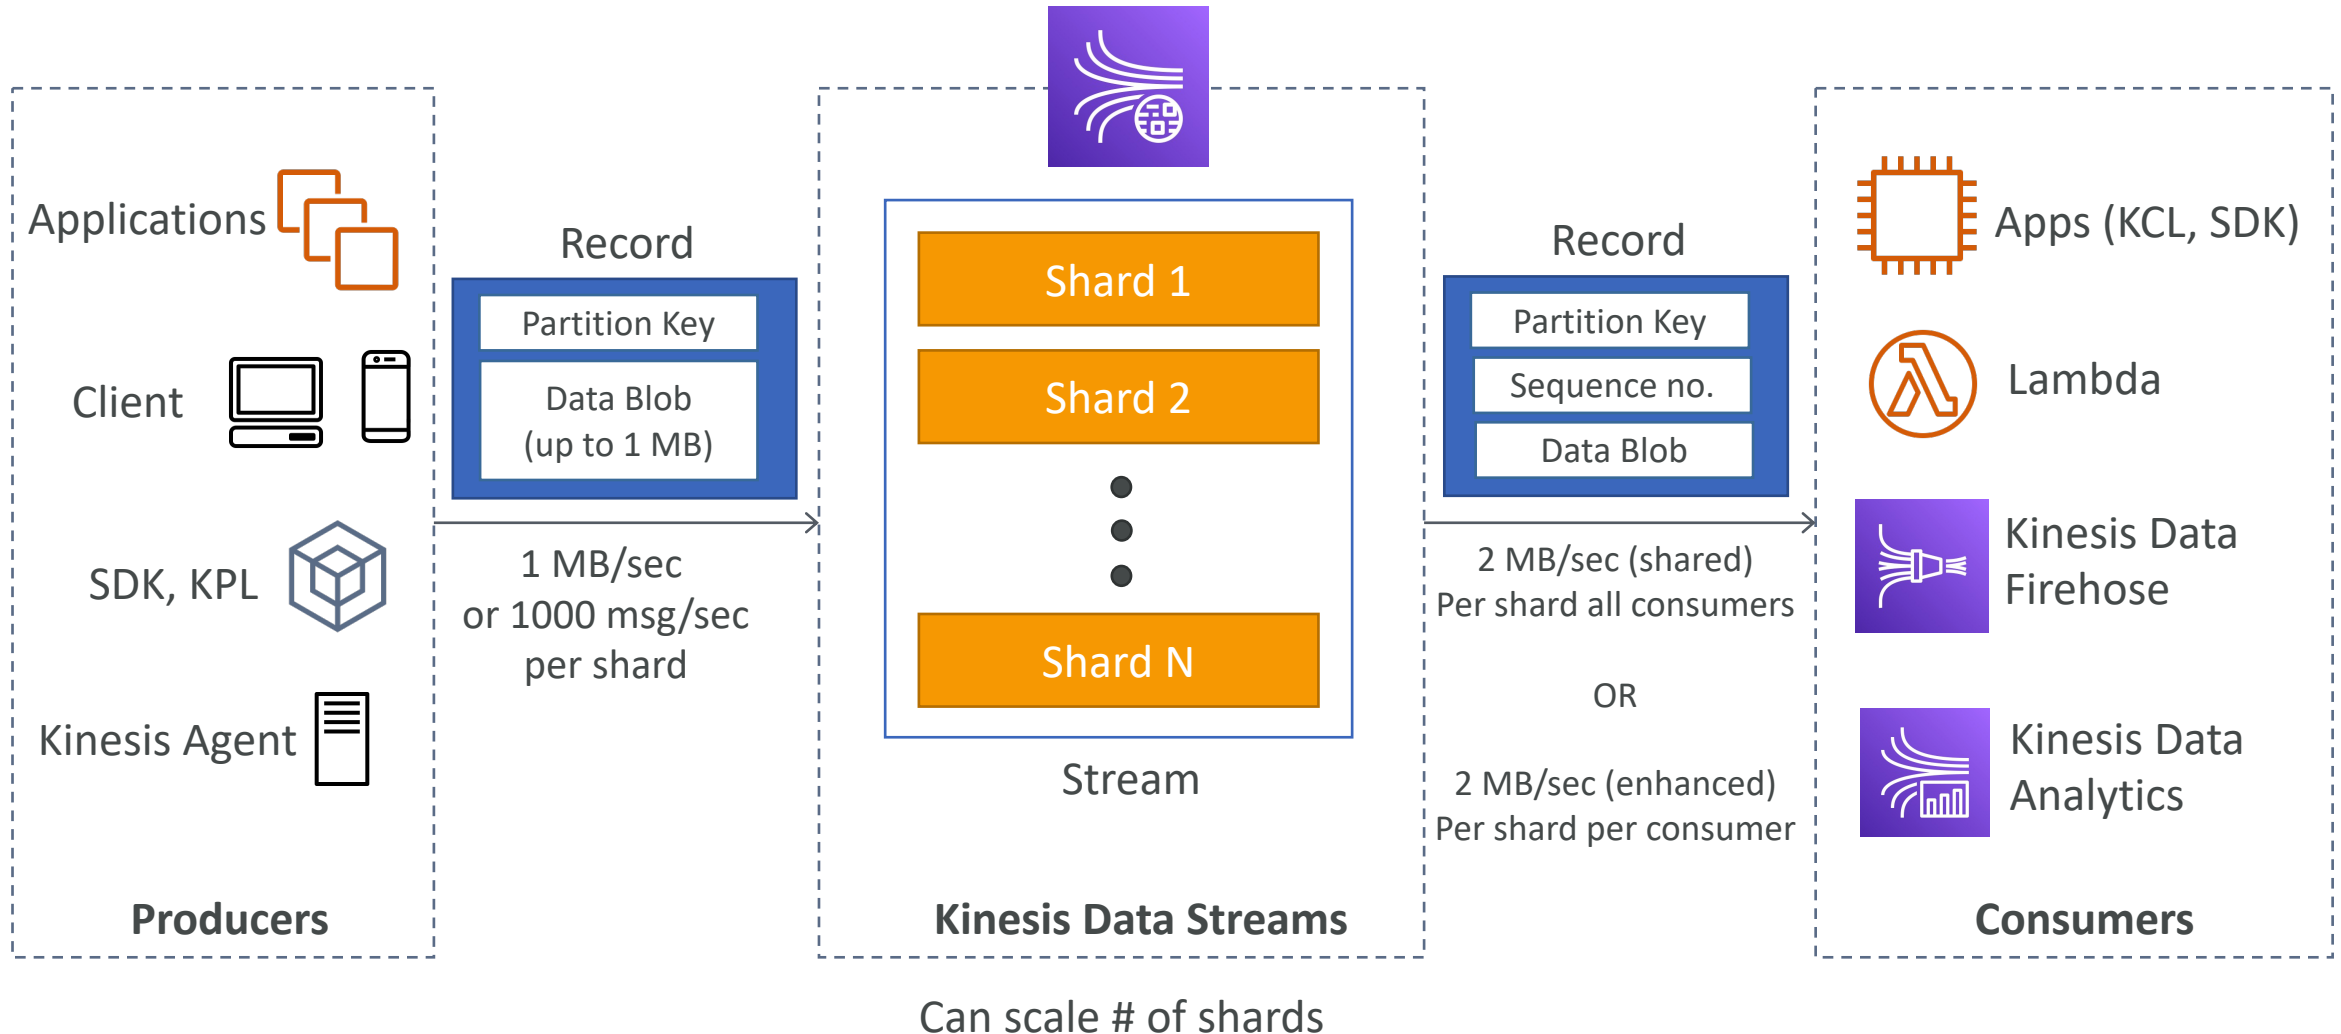 Applications
Client
SDK, KPL
Kinesis Agent
Producers
Record
Partition Key
Data Blob
(up to 1 MB)
1 MB/sec
or 1000 msg/sec
per shard
Shard 1
Shard 2
Shard N
Stream
Kinesis Data Streams
Can scale # of shards
Record
Partition Key
Sequence no.
Data Blob
2 MB/sec (shared)
Per shard all consumers
OR
2 MB/sec (enhanced)
Per shard per consumer
Apps (KCL, SDK)
Lambda
Kinesis Data
Firehose
Kinesis Data
Analytics
Consumers